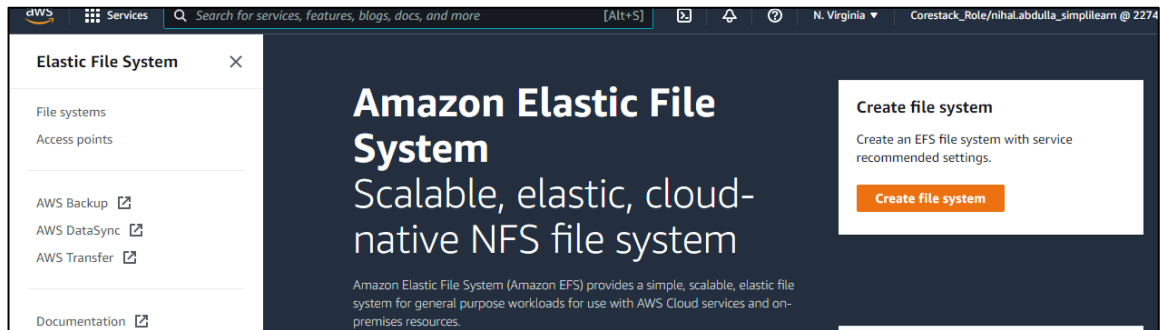 aws Services Search for services, features, blogs, docs, and more [Alt+S] N. Virginia ▼ Corestack_Role/nihal.abdulla_simplilearn @ 2274
Elastic File System
File systems
Access points
AWS Backup
AWS DataSync
AWS Transfer
Documentation
Amazon Elastic File
System
Scalable, elastic, cloud-
native NFS file system
Amazon Elastic File System (Amazon EFS) provides a simple, scalable, elastic file
system for general purpose workloads for use with AWS Cloud services and on-
premises resources.
Create file system
Create an EFS file system with service
recommended settings.
Create file system